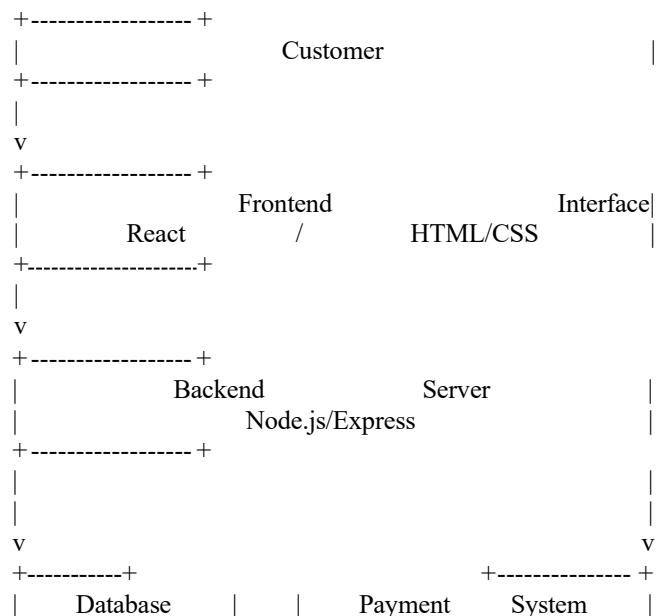 +------------------- +
| Customer |
+------------------- +
|
v
+------------------- +
| Frontend Interface|
| React / HTML/CSS |
+--------------------+
|
v
+------------------- +
| Backend Server |
| Node.js/Express |
+------------------- +
| |
| |
v v
+-----------+ +---------------- +
| Database | | Payment System |